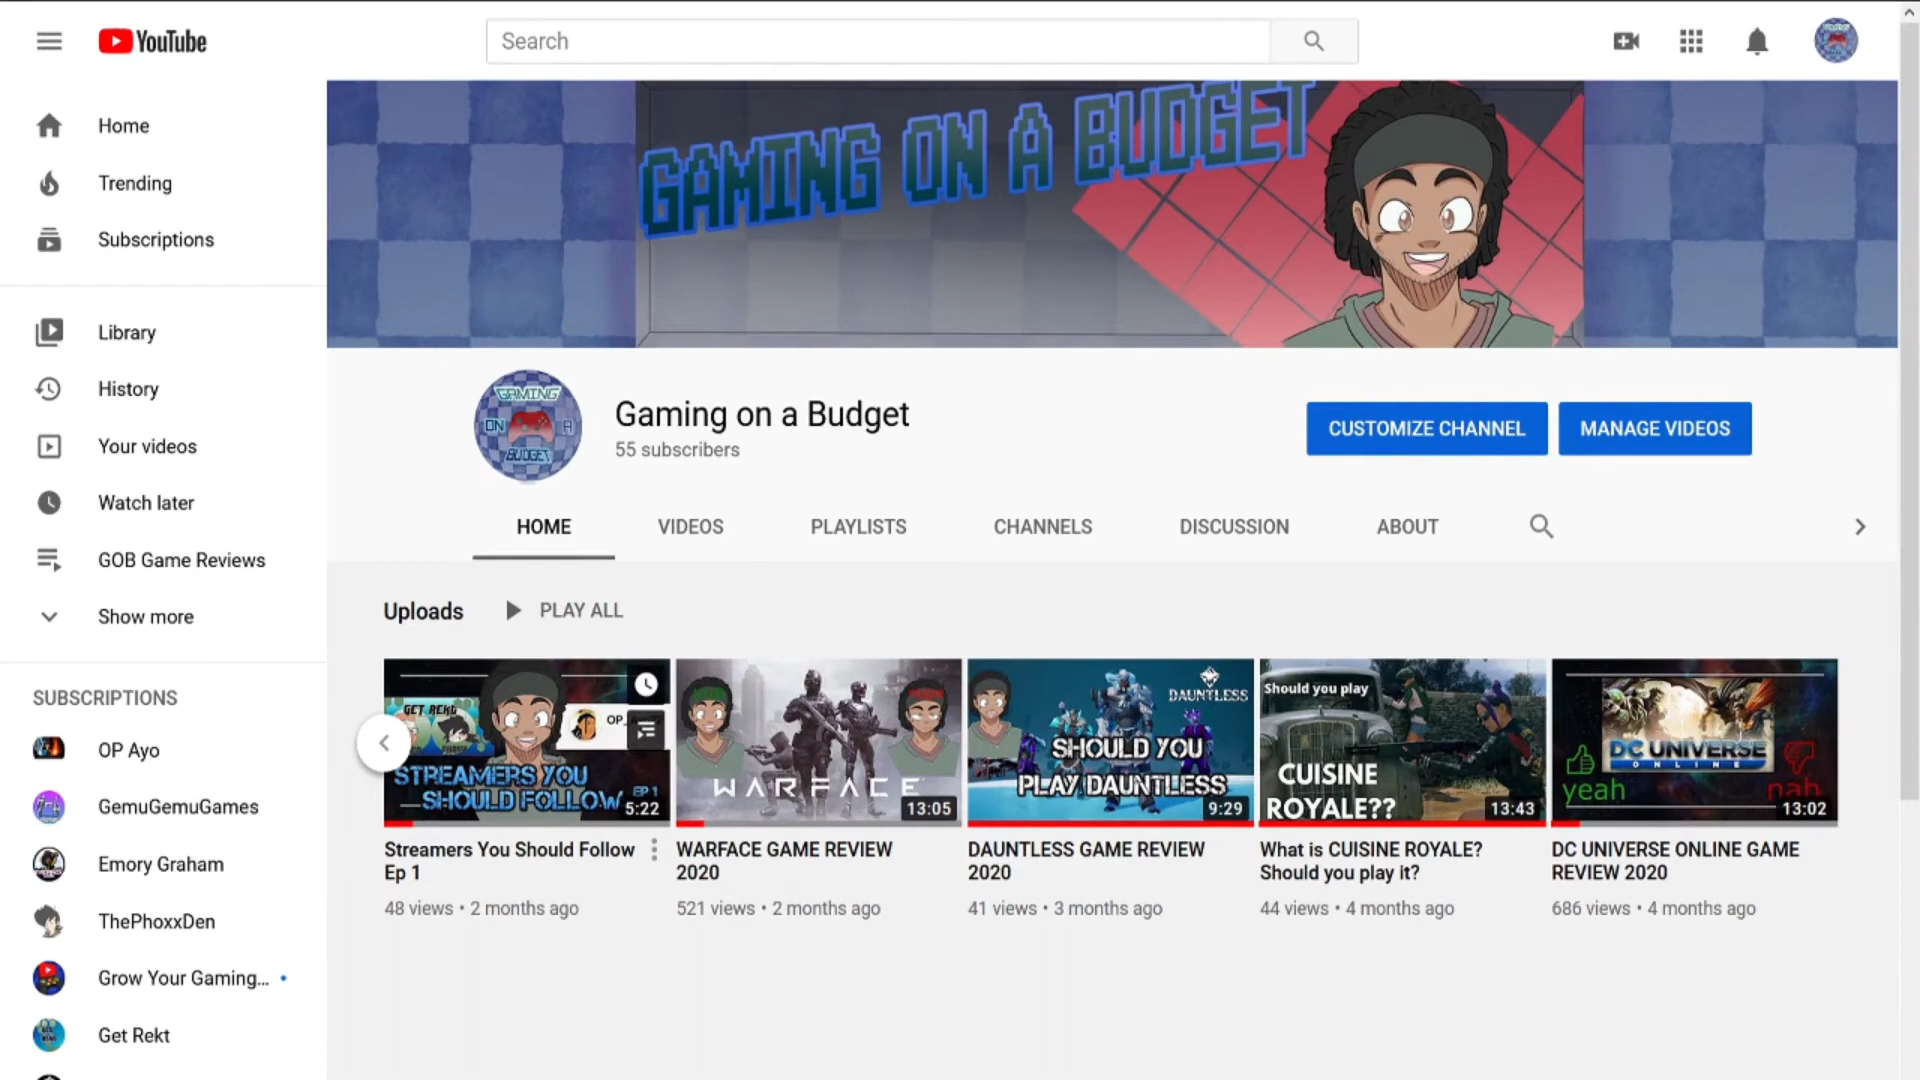 YouTube
Search
Home
Trending
Subscriptions
Library
History
Your videos
Watch later
GOB Game Reviews
Show more
SUBSCRIPTIONS
OP Ayo
GemuGemuGames
Emory Graham
ThePhoxxDen
Grow Your Gaming...
Get Rekt
GAMING ON A BUDGET
GAMING
ON A
BUDGET
Gaming on a Budget
55 subscribers
CUSTOMIZE CHANNEL
MANAGE VIDEOS
HOME
VIDEOS
PLAYLISTS
CHANNELS
DISCUSSION
ABOUT
Uploads
PLAY ALL
GET REKT
OP_
STREAMERS YOU
SHOULD FOLLOW
EP 1
5:22
Streamers You Should Follow
Ep 1
48 views • 2 months ago
WARFACE
13:05
WARFACE GAME REVIEW
2020
521 views • 2 months ago
DAUNTLESS
SHOULD YOU
PLAY DAUNTLESS
9:29
DAUNTLESS GAME REVIEW
2020
41 views • 3 months ago
Should you play
CUISINE
ROYALE??
13:43
What is CUISINE ROYALE?
Should you play it?
44 views • 4 months ago
DC UNIVERSE
ONLINE
yeah
nah
13:02
DC UNIVERSE ONLINE GAME
REVIEW 2020
686 views • 4 months ago